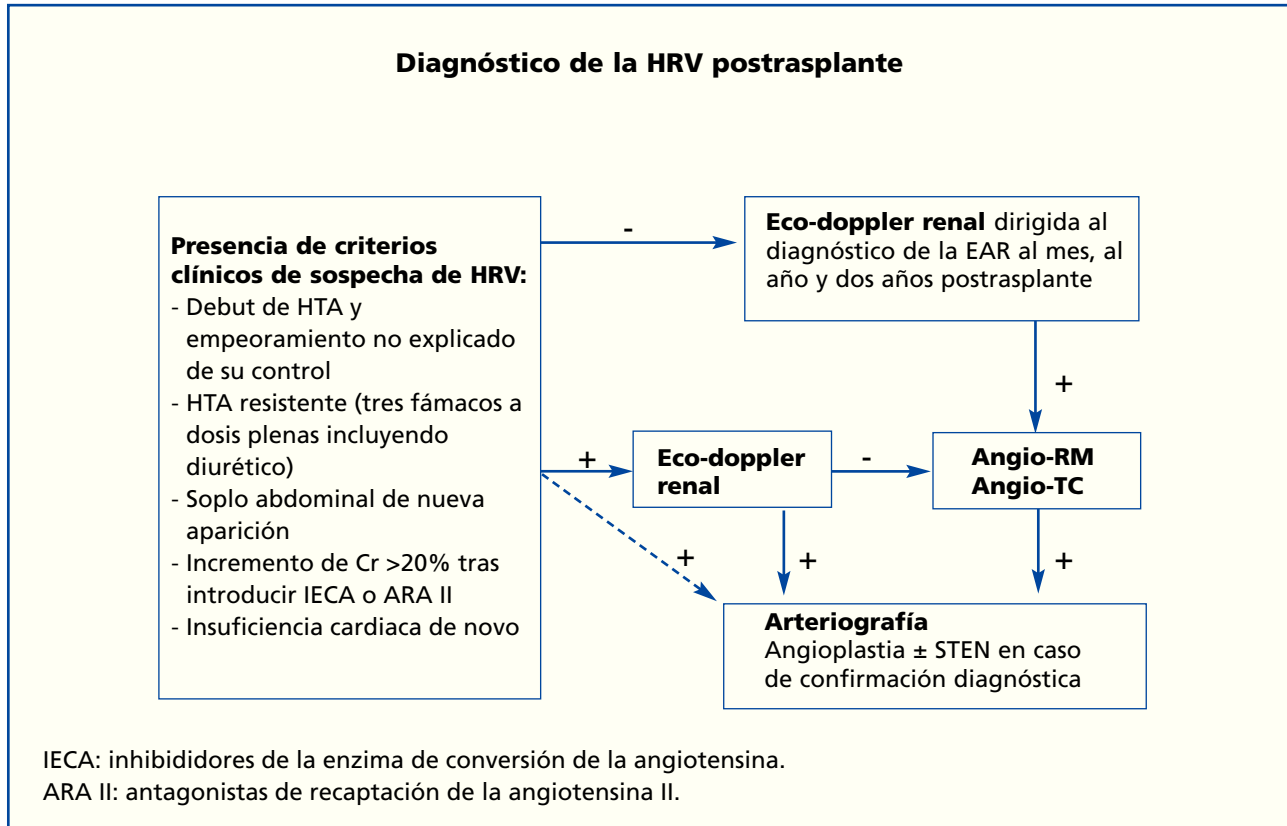 Diagnóstico de la HRV postrasplante
Presencia de criterios
clínicos de sospecha de HRV:
- Debut de HTA y
empeoramiento no explicado
de su control
- HTA resistente (tres fámacos a
dosis plenas incluyendo
diurético)
- Soplo abdominal de nueva
aparición
- Incremento de Cr >20% tras
introducir IECA o ARA II
- Insuficiencia cardiaca de novo
-
Eco-doppler renal dirigida al
diagnóstico de la EAR al mes, al
año y dos años postrasplante
+
+
Eco-doppler
renal
-
Angio-RM
Angio-TC
+
+
+
Arteriografía
Angioplastia ± STEN en caso
de confirmación diagnóstica
IECA: inhibididores de la enzima de conversión de la angiotensina.
ARA II: antagonistas de recaptación de la angiotensina II.